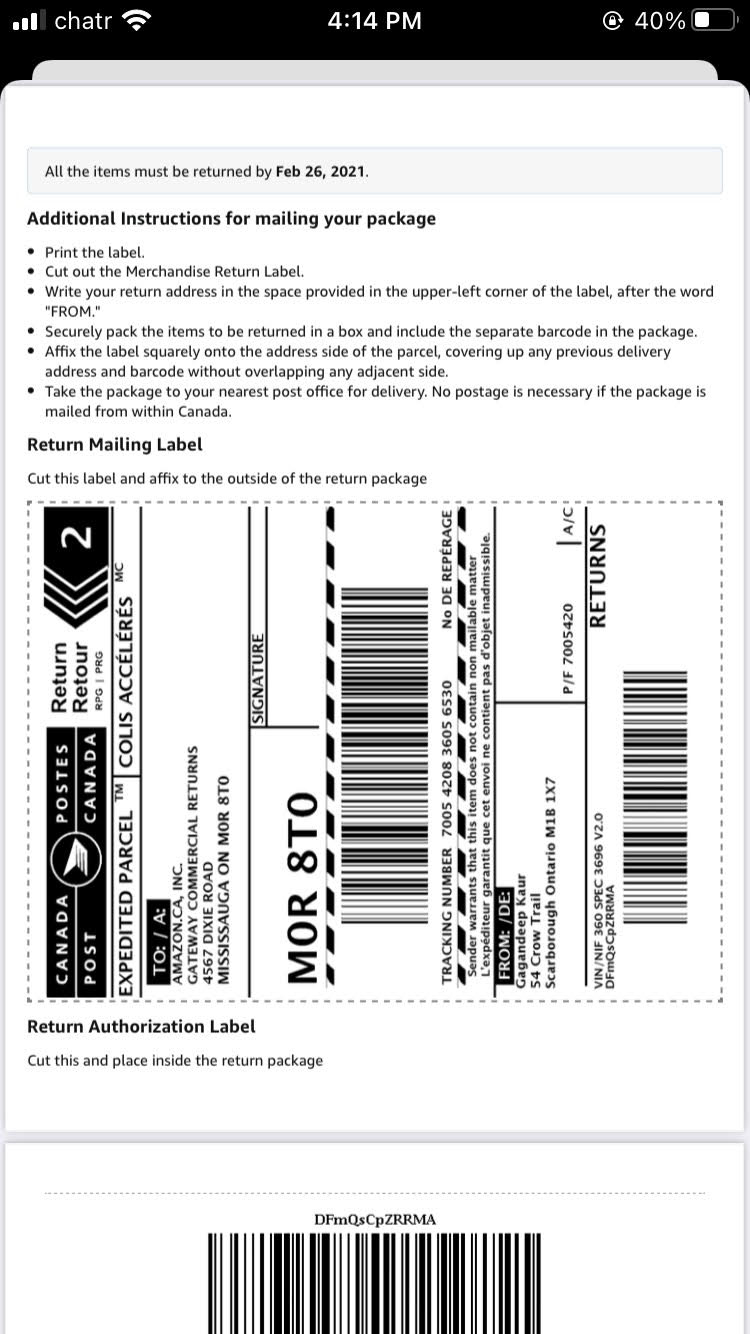 chatr
4:14 PM
40%
All the items must be returned by Feb 26, 2021.
Additional Instructions for mailing your package
• Print the label.
• Cut out the Merchandise Return Label.
• Write your return address in the space provided in the upper-left corner of the label, after the word
"FROM."
• Securely pack the items to be returned in a box and include the separate barcode in the package.
• Affix the label squarely onto the address side of the parcel, covering up any previous delivery
address and barcode without overlapping any adjacent side.
• Take the package to your nearest post office for delivery. No postage is necessary if the package is
mailed from within Canada.
Return Mailing Label
Cut this label and affix to the outside of the return package
CANADA POSTES
POST CANADA
Return
Retour
RPG | PRG
2
EXPEDITED PARCEL TM COLIS ACCÉLÉRÉS MC
TO: / A:
AMAZON.CA, INC.
GATEWAY COMMERCIAL RETURNS
4567 DIXIE ROAD
MISSISSAUGA ON M0R 8T0
SIGNATURE
M0R 8T0
TRACKING NUMBER 7005 4208 3605 6530 No DE REPÉRAGE
Sender warrants that this item does not contain non mailable matter
L'expéditeur garantit que cet envoi ne contient pas d'objet inadmissible.
FROM: /DE:
Gagandeep Kaur
54 Crow Trail
Scarborough Ontario M1B 1X7
P/F 7005420 A/C
RETURNS
VIN/NIF 360 SPEC 3696 V2.0
DFmQsCpZRRMA
Return Authorization Label
Cut this and place inside the return package
DFmQsCpZRRMA